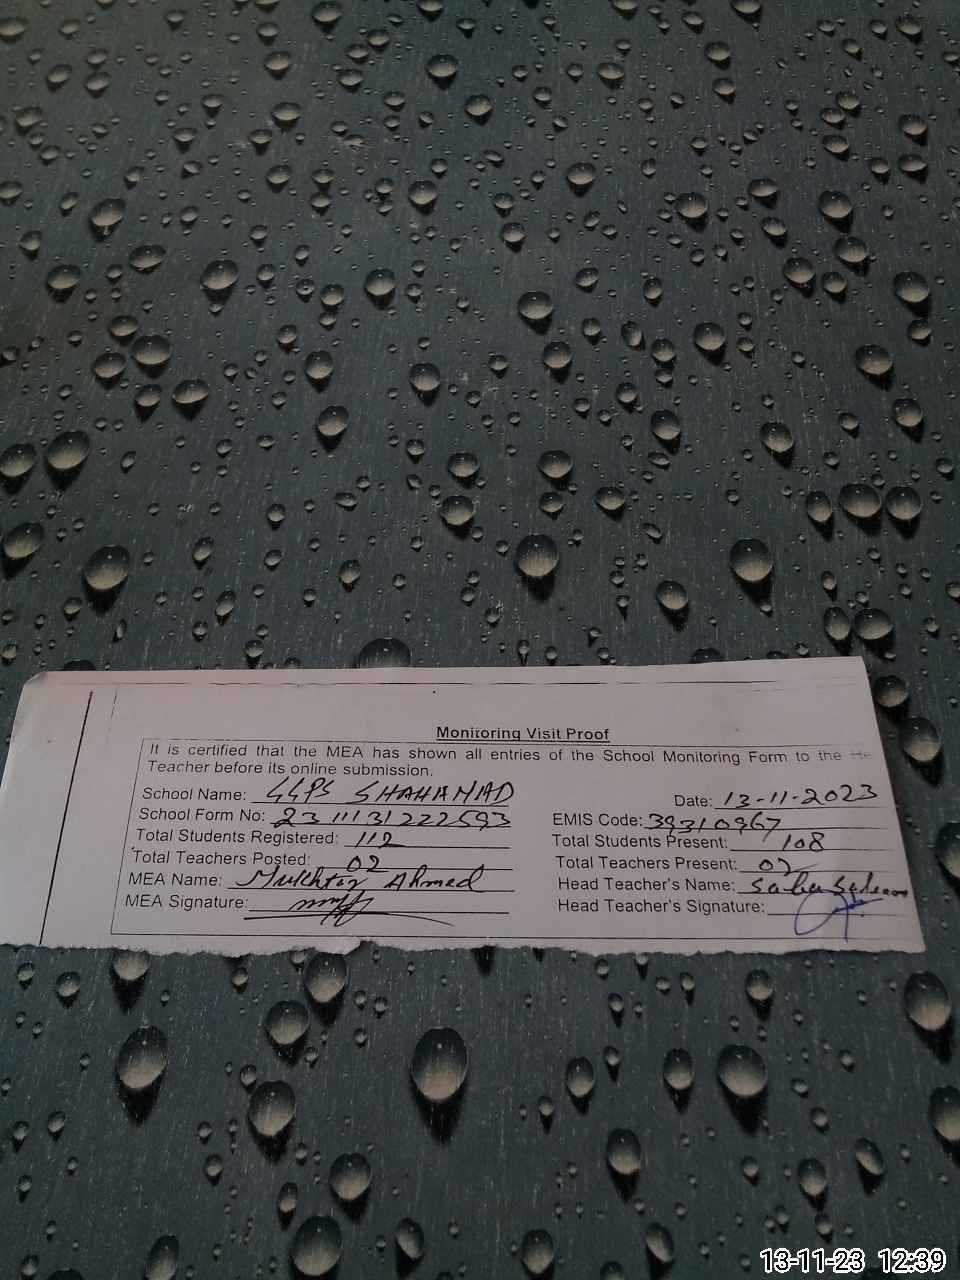 Monitoring Visit Proof
It is certified that the MEA has shown all entries of the School Monitoring Form to the He
Teacher before its online submission.
School Name: GGPS SHAHANAD Date: 13-11-2023
School Form No: 23111131222593 EMIS Code: 39310967
Total Students Registered: 112 Total Students Present: 108
Total Teachers Posted: 02 Total Teachers Present: 02
MEA Name: Mukhtar Ahmed Head Teacher's Name: Saba
MEA Signature: Head Teacher's Signature:
13-11-23 12:39